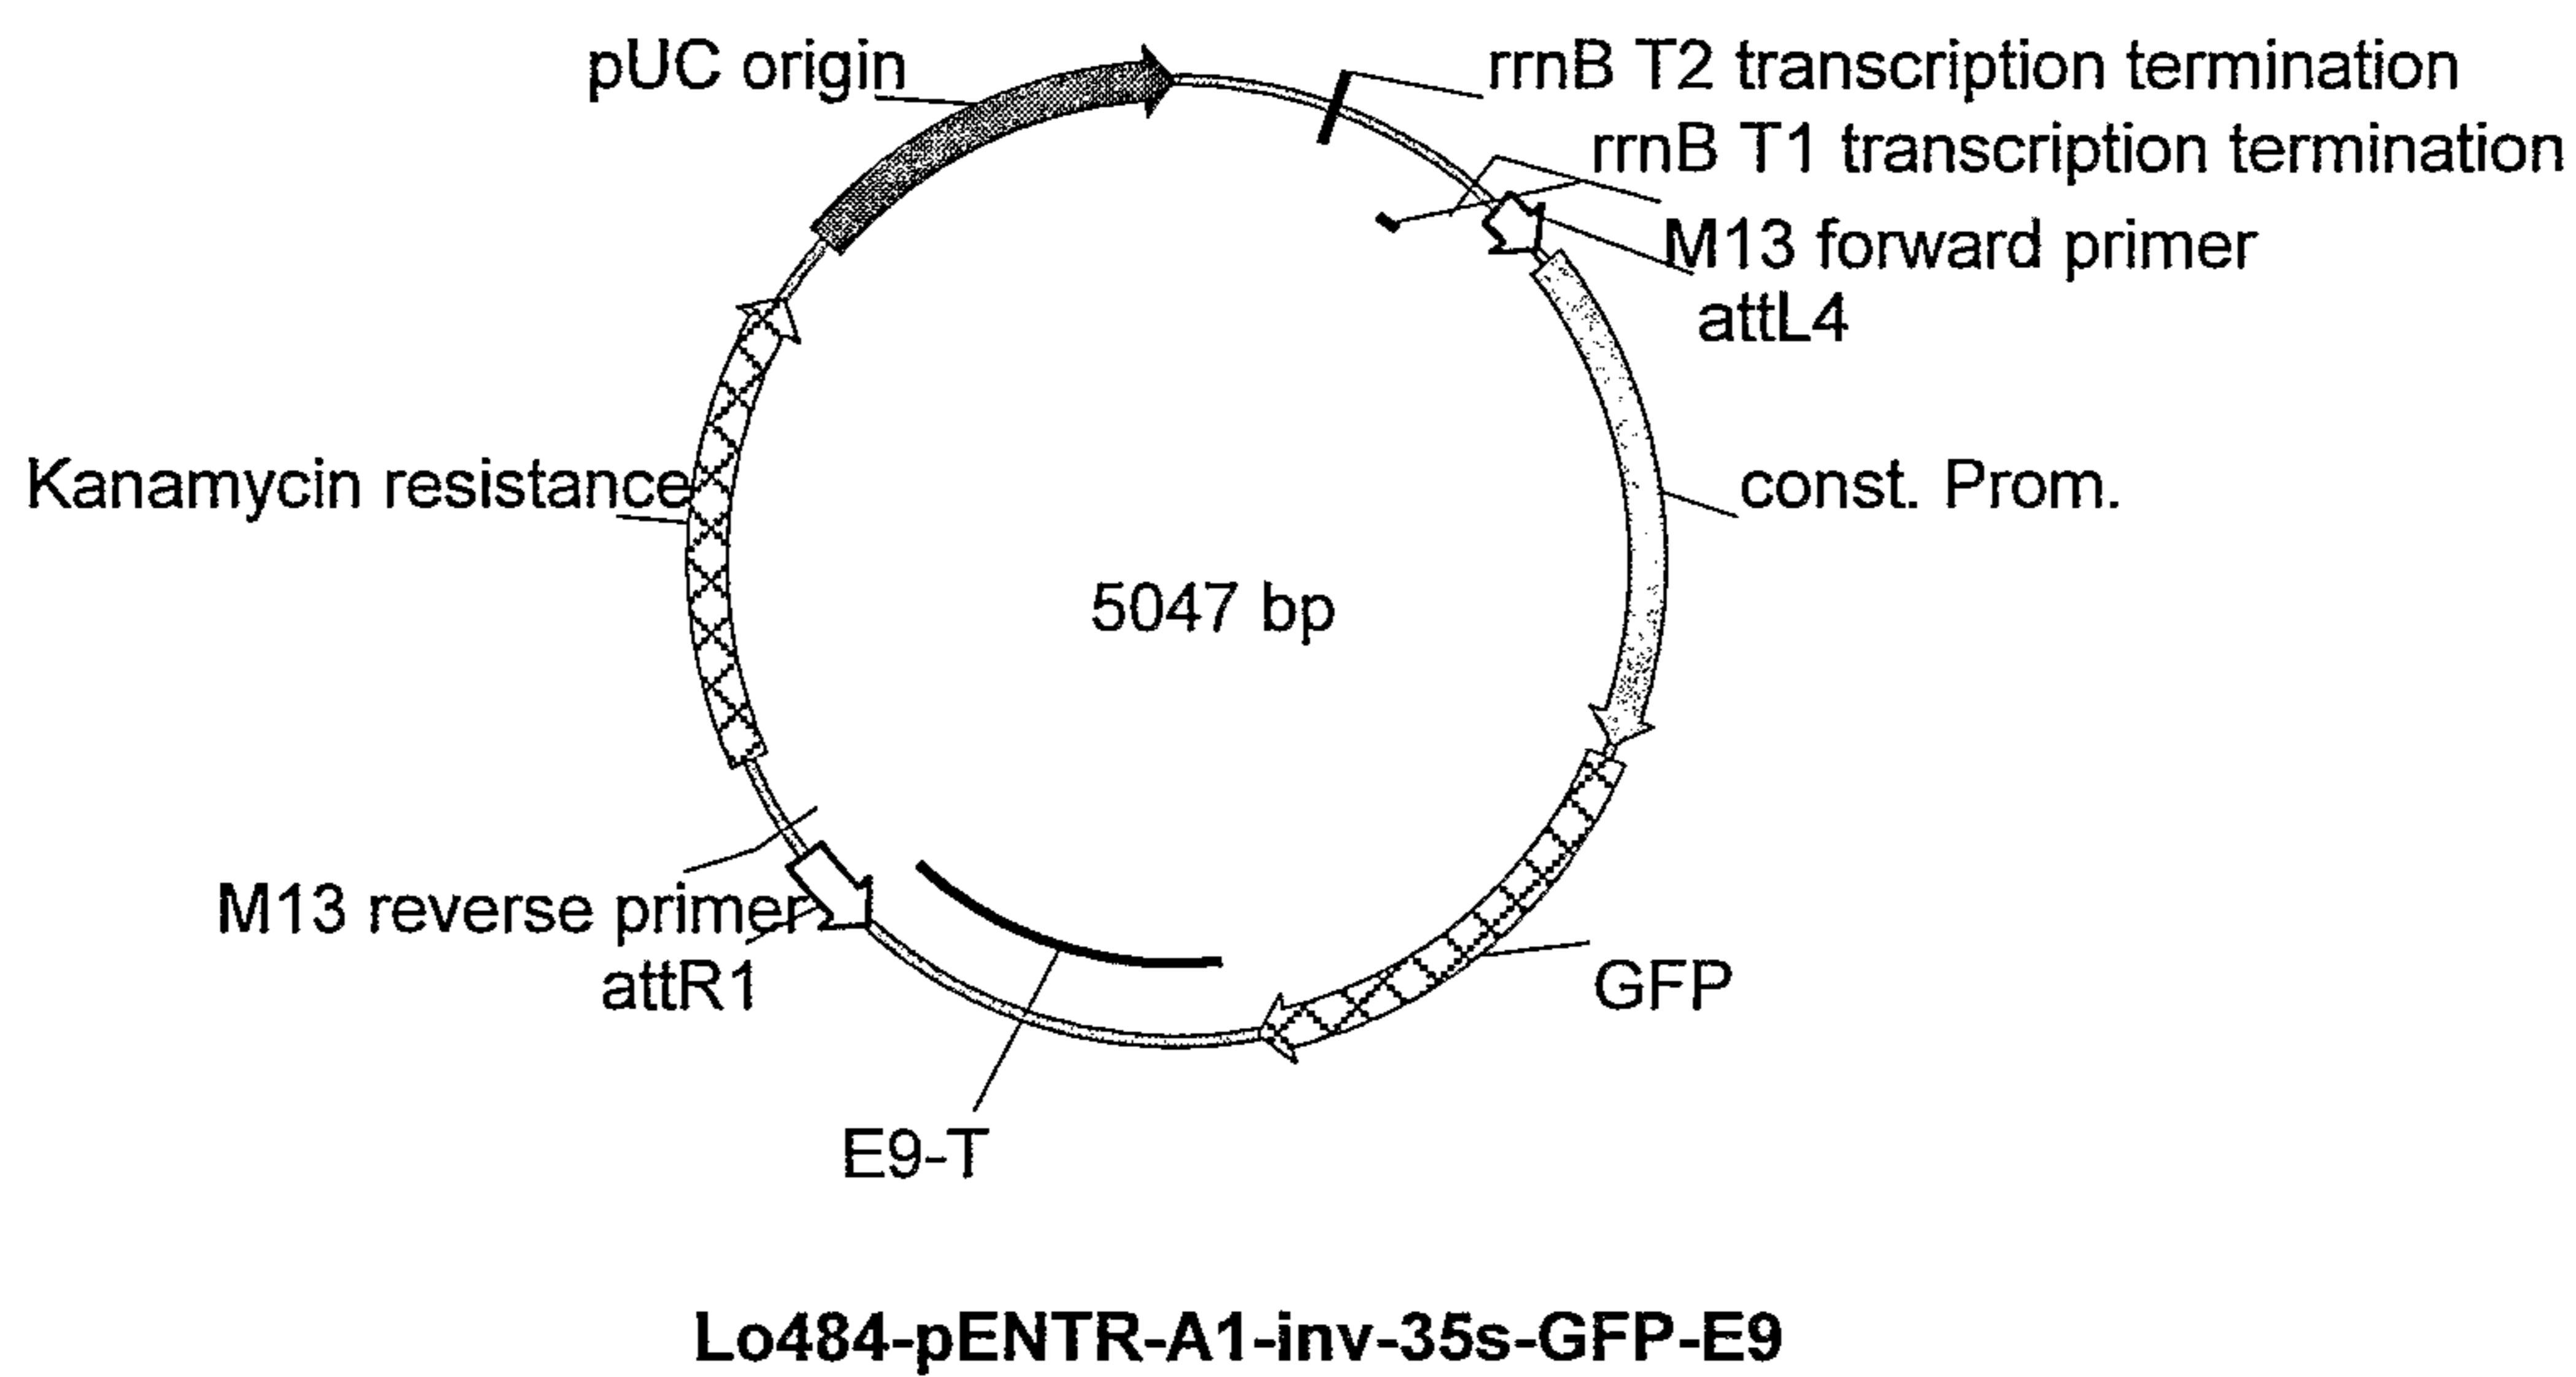 pUC origin
rrnB T2 transcription termination
rrnB T1 transcription termination
M13 forward primer
attL4
Kanamycin resistance
const. Prom.
5047 bp
M13 reverse primer
attR1
GFP
E9-T
Lo484-pENTR-A1-inv-35s-GFP-E9